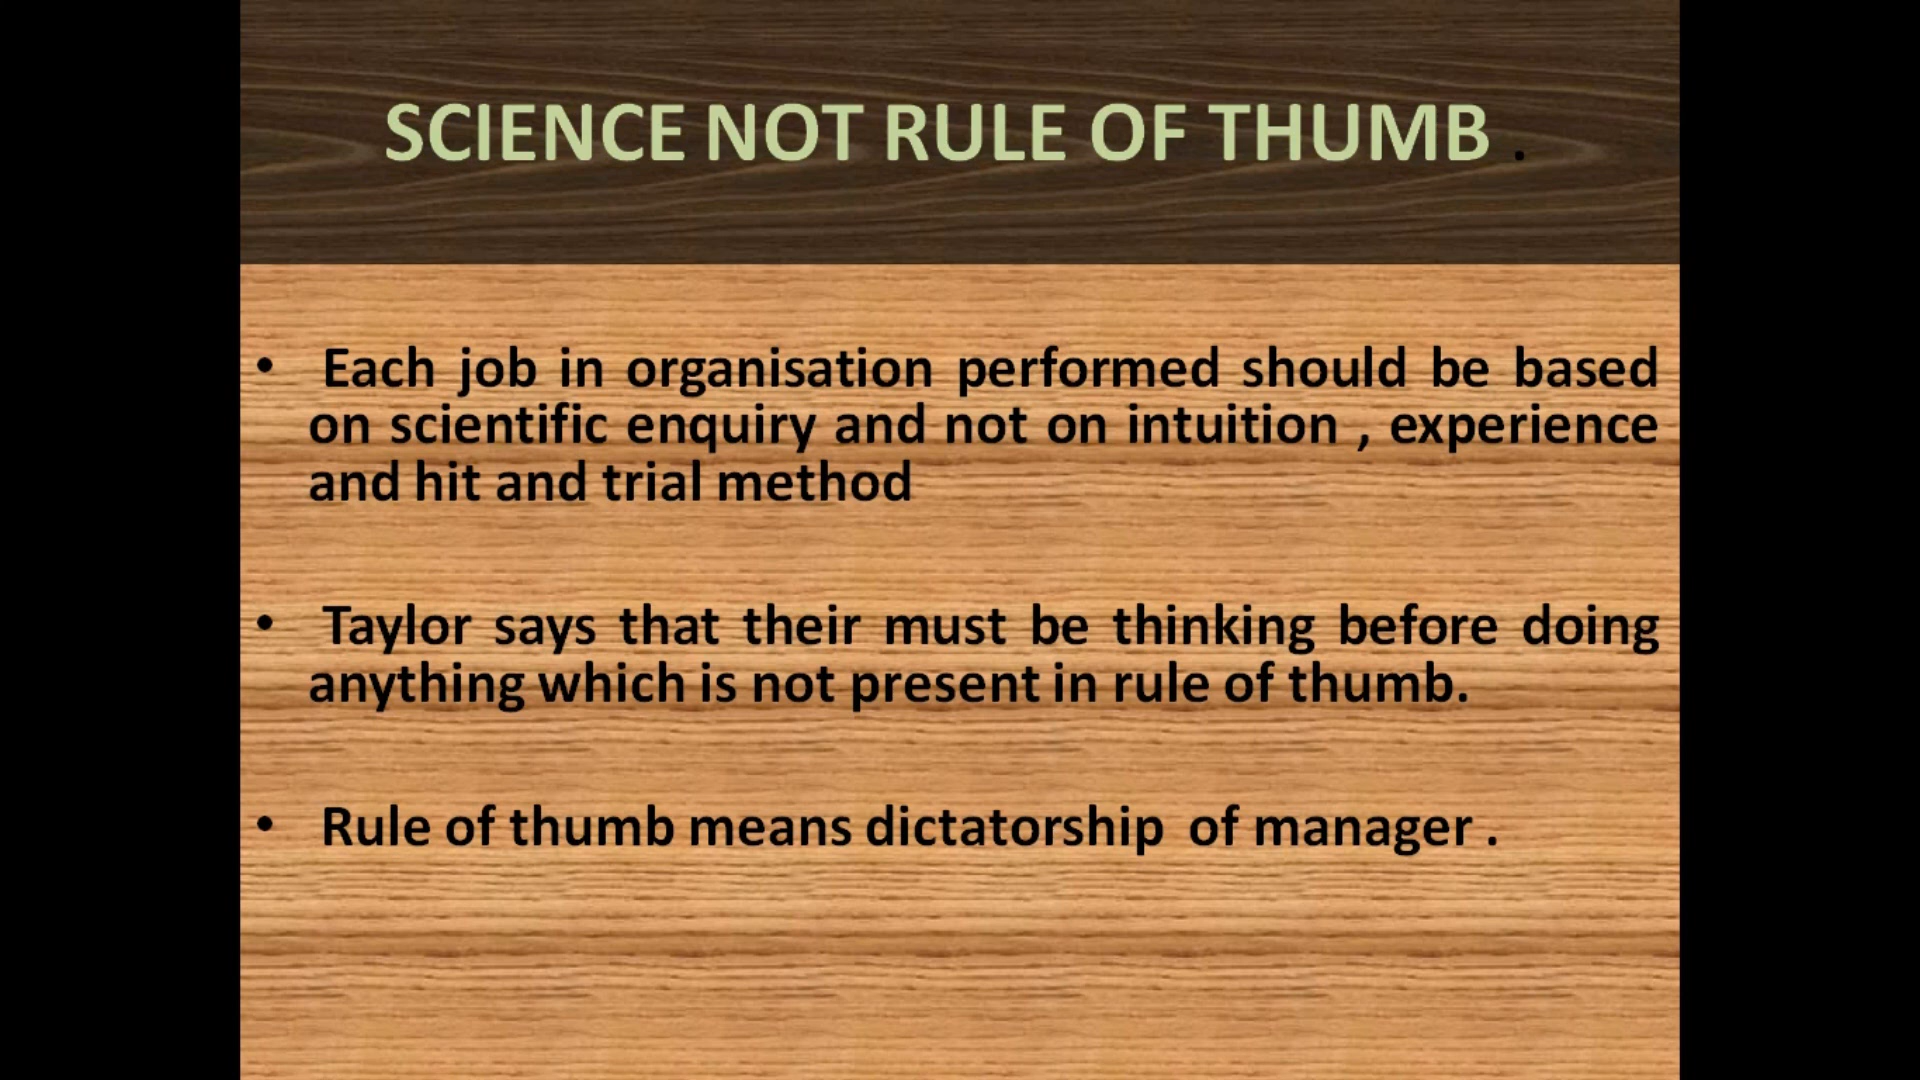 SCIENCE NOT RULE OF THUMB .
• Each job in organisation performed should be based
on scientific enquiry and not on intuition , experience
and hit and trial method
• Taylor says that their must be thinking before doing
anything which is not present in rule of thumb.
• Rule of thumb means dictatorship of manager .